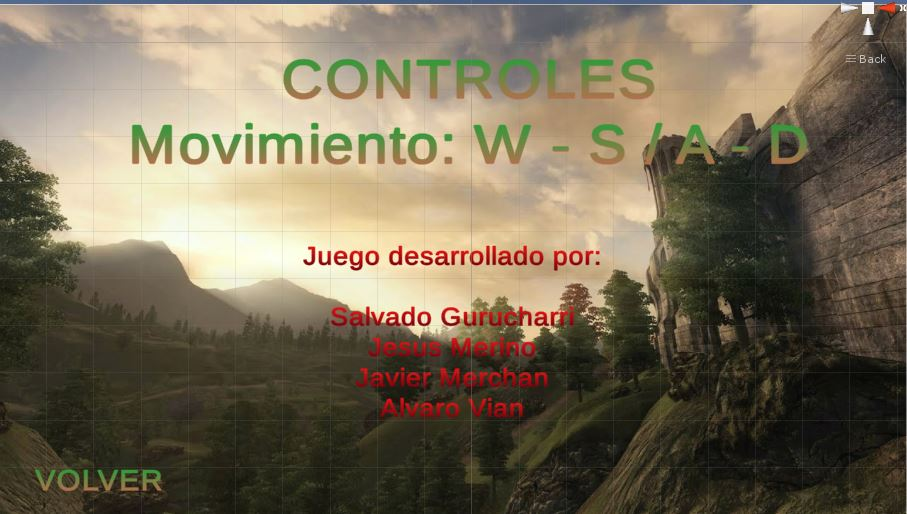 CONTROLES
Back
Movimiento: W - S / A - D
Juego desarrollado por:
Salvado Gurucharri
Jesus Merino
Javier Merchan
Alvaro Vian
VOLVER